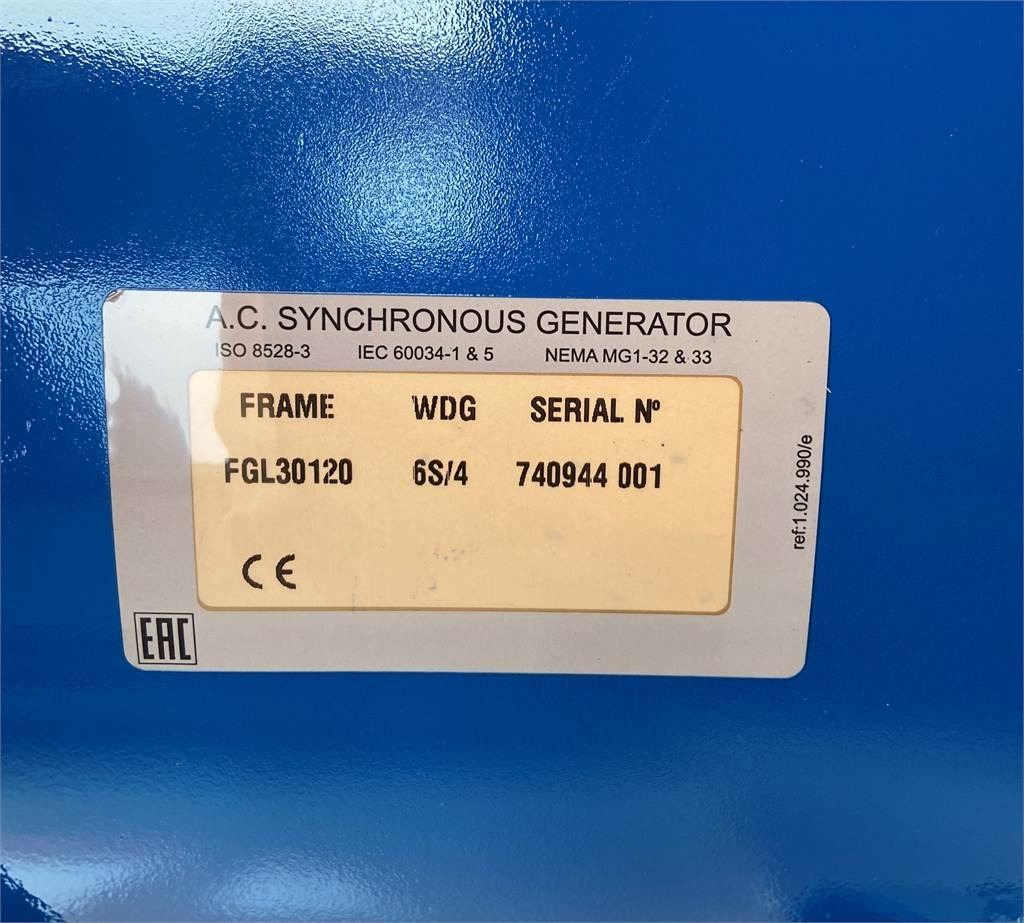 A.C. SYNCHRONOUS GENERATOR
ISO 8528-3 IEC 60034-1 & 5 NEMA MG1-32 & 33
FRAME WDG SERIAL Nº
FGL30120 6S/4 740944 001
CE
EAC
ref:1.024.990/e